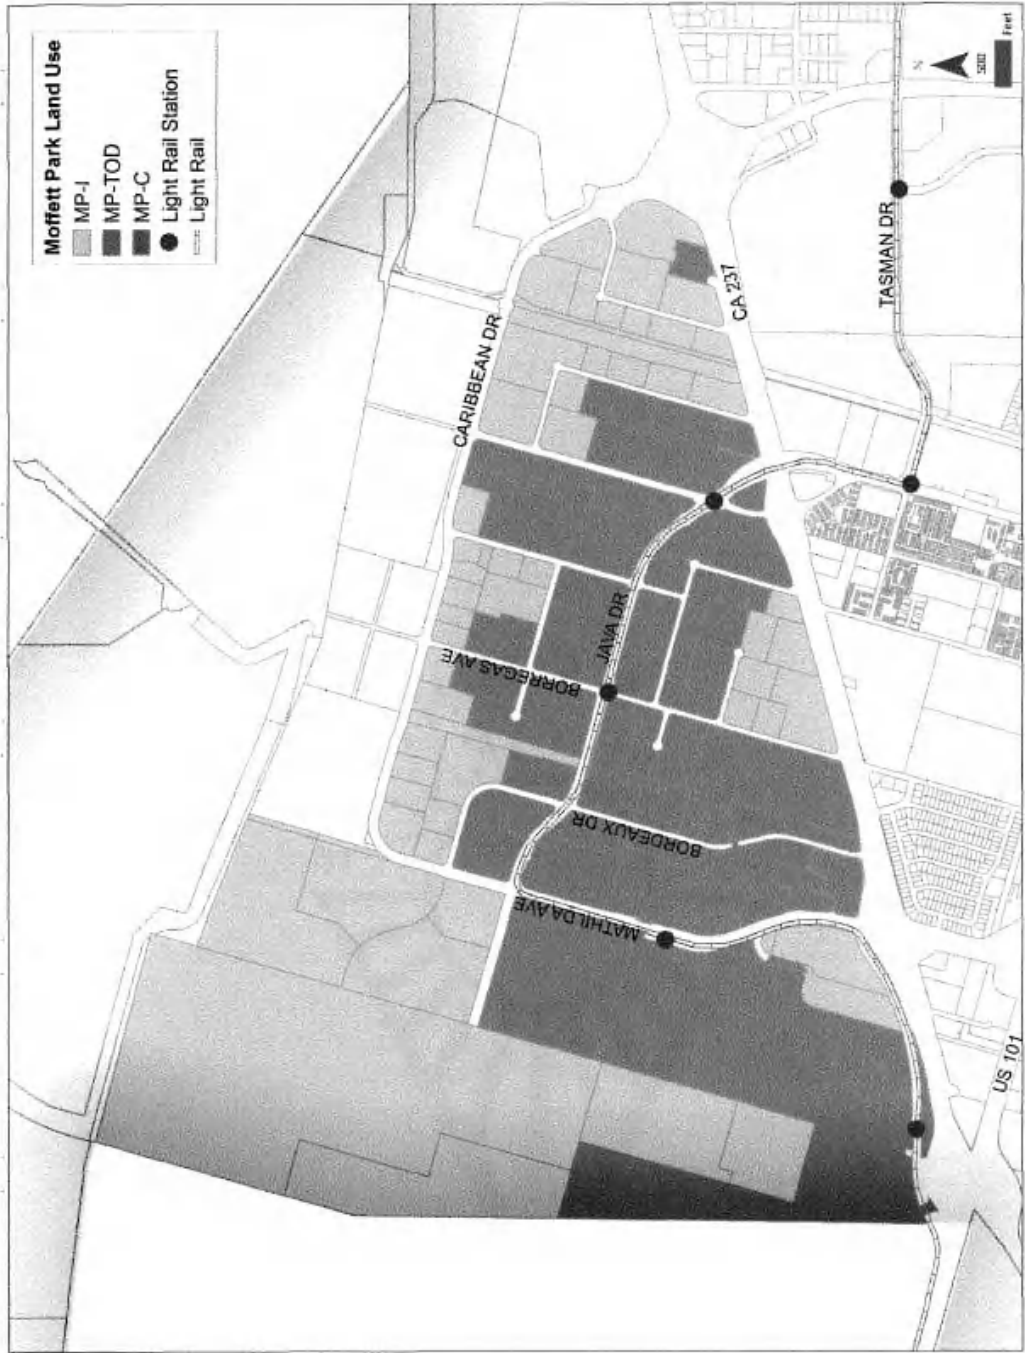 Moffett Park Land Use
MP-I
MP-TOD
MP-C
Light Rail Station
Light Rail
N
500
Feet
CARIBBEAN DR
CA 237
TASMAN DR
JAVA DR
BORREGAS AVE
BORDEAUX DR
MATHILDA AVE
US 101